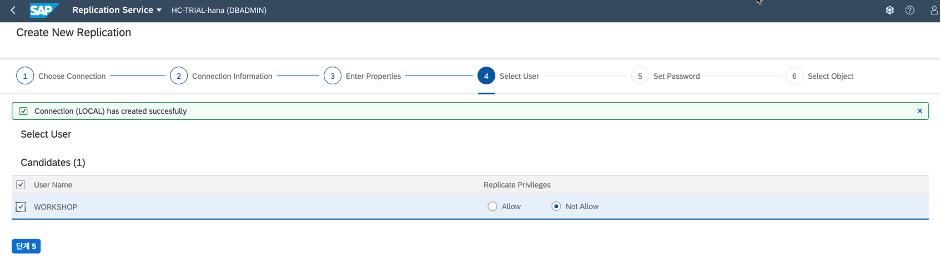 SAP Replication Service HC-TRIAL-hana (DBADMIN)
Create New Replication
1 Choose Connection 2 Connection Information 3 Enter Properties 4 Select User 5 Set Password 6 Select Object
Connection (LOCAL) has created succesfully
Select User
Candidates (1)
User Name Replicate Privileges
WORKSHOP Allow Not Allow
단계 5